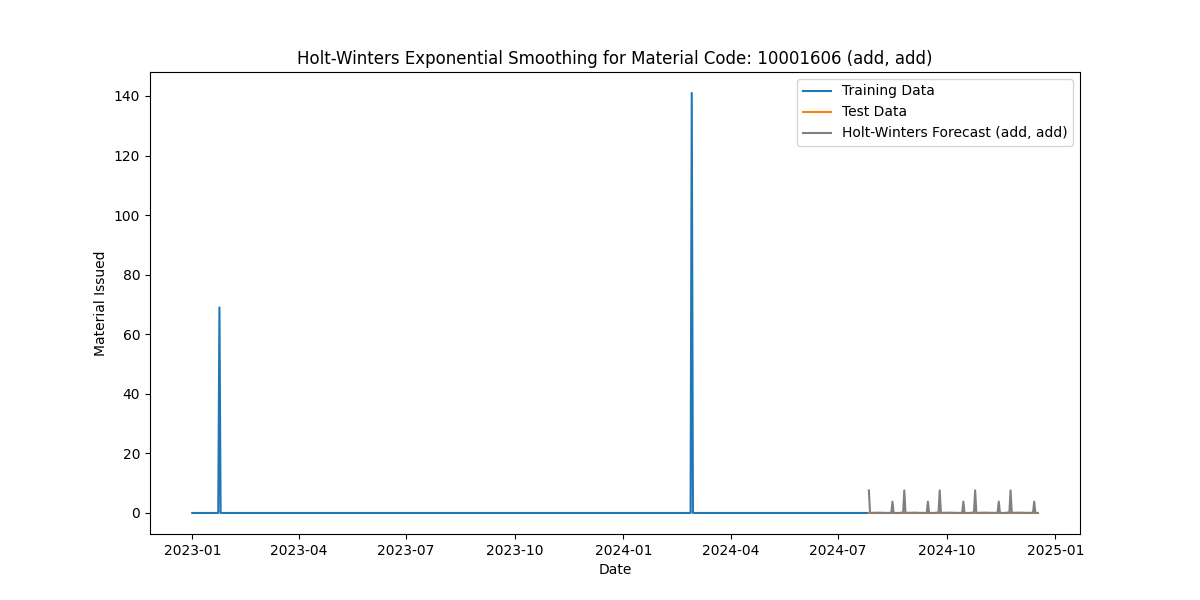 Holt-Winters Exponential Smoothing for Material Code: 10001606 (add, add)
Training Data
Test Data
Holt-Winters Forecast (add, add)
Material Issued
140
120
100
80
60
40
20
0
2023-01 2023-04 2023-07 2023-10 2024-01 2024-04 2024-07 2024-10 2025-01
Date